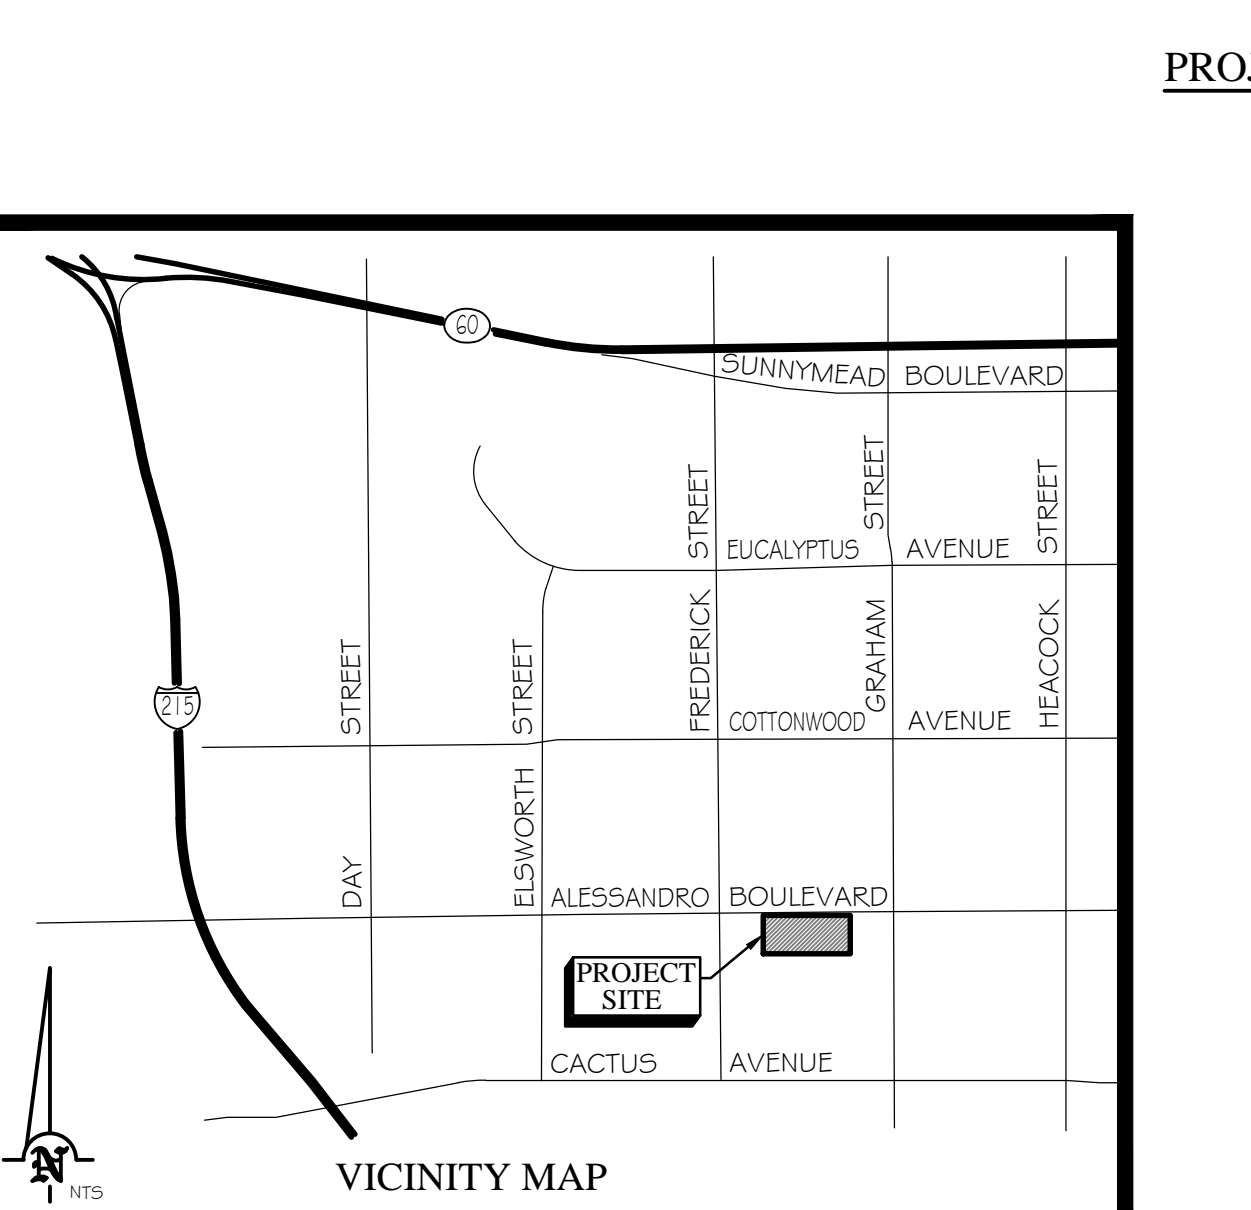 PROJ
60
SUNNYMEAD BOULEVARD
STREET
STREET
STREET
EUCALYPTUS AVENUE
FREDERICK
GRAHAM
HEACOCK
STREET
STREET
215
COTTONWOOD AVENUE
ELSWORTH
DAY
ALESSANDRO BOULEVARD
PROJECT
SITE
CACTUS AVENUE
N
NTS
VICINITY MAP